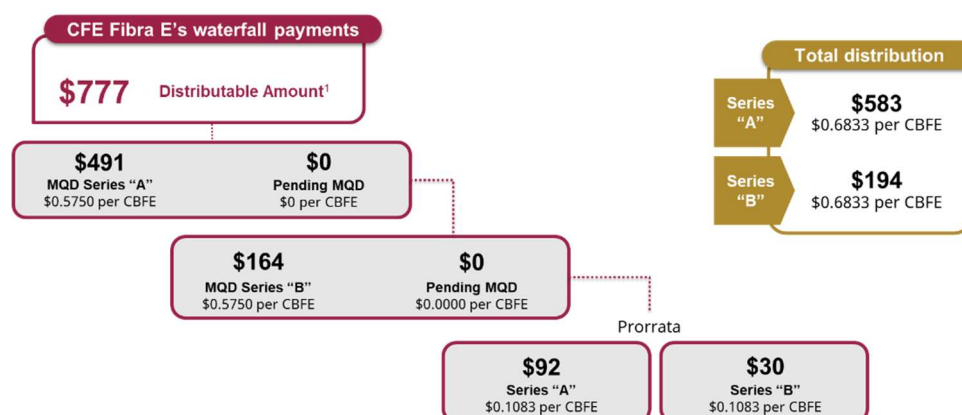 CFE Fibra E's waterfall payments
$777 Distributable Amount¹
Total distribution
Series "A"
$583
$0.6833 per CBFE
Series "B"
$194
$0.6833 per CBFE
$491
MQD Series "A"
$0.5750 per CBFE
$0
Pending MQD
$0 per CBFE
$164
MQD Series "B"
$0.5750 per CBFE
$0
Pending MQD
$0.0000 per CBFE
Prorrata
$92
Series "A"
$0.1083 per CBFE
$30
Series "B"
$0.1083 per CBFE